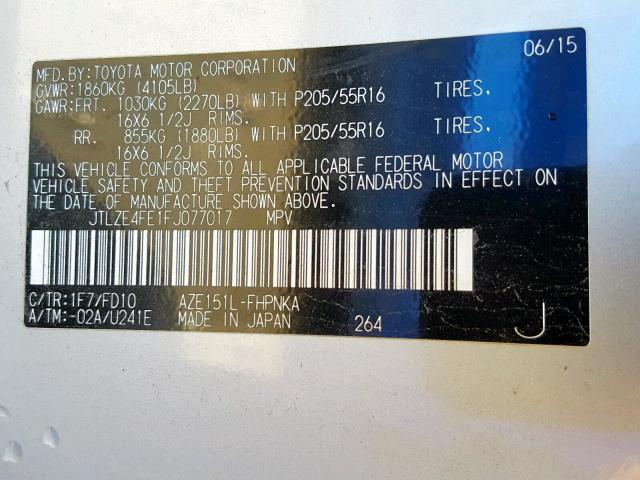 06/15
MFD.BY:TOYOTA MOTOR CORPORATION
GVWR:1860KG (4105LB)
GAWR:FRT. 1030KG (2270LB) WITH P205/55R16 TIRES,
16X6 1/2J RIMS.
RR. 855KG (1880LB) WITH P205/55R16 TIRES,
16X6 1/2J RIMS.
THIS VEHICLE CONFORMS TO ALL APPLICABLE FEDERAL MOTOR
VEHICLE SAFETY AND THEFT PREVENTION STANDARDS IN EFFECT ON
THE DATE OF MANUFACTURE SHOWN ABOVE.
JTLZE4FE1FJ077017 MPV
C/TR:1F7/FD10 AZE151L-FHPNKA
A/TM:-02A/U241E MADE IN JAPAN 264 J